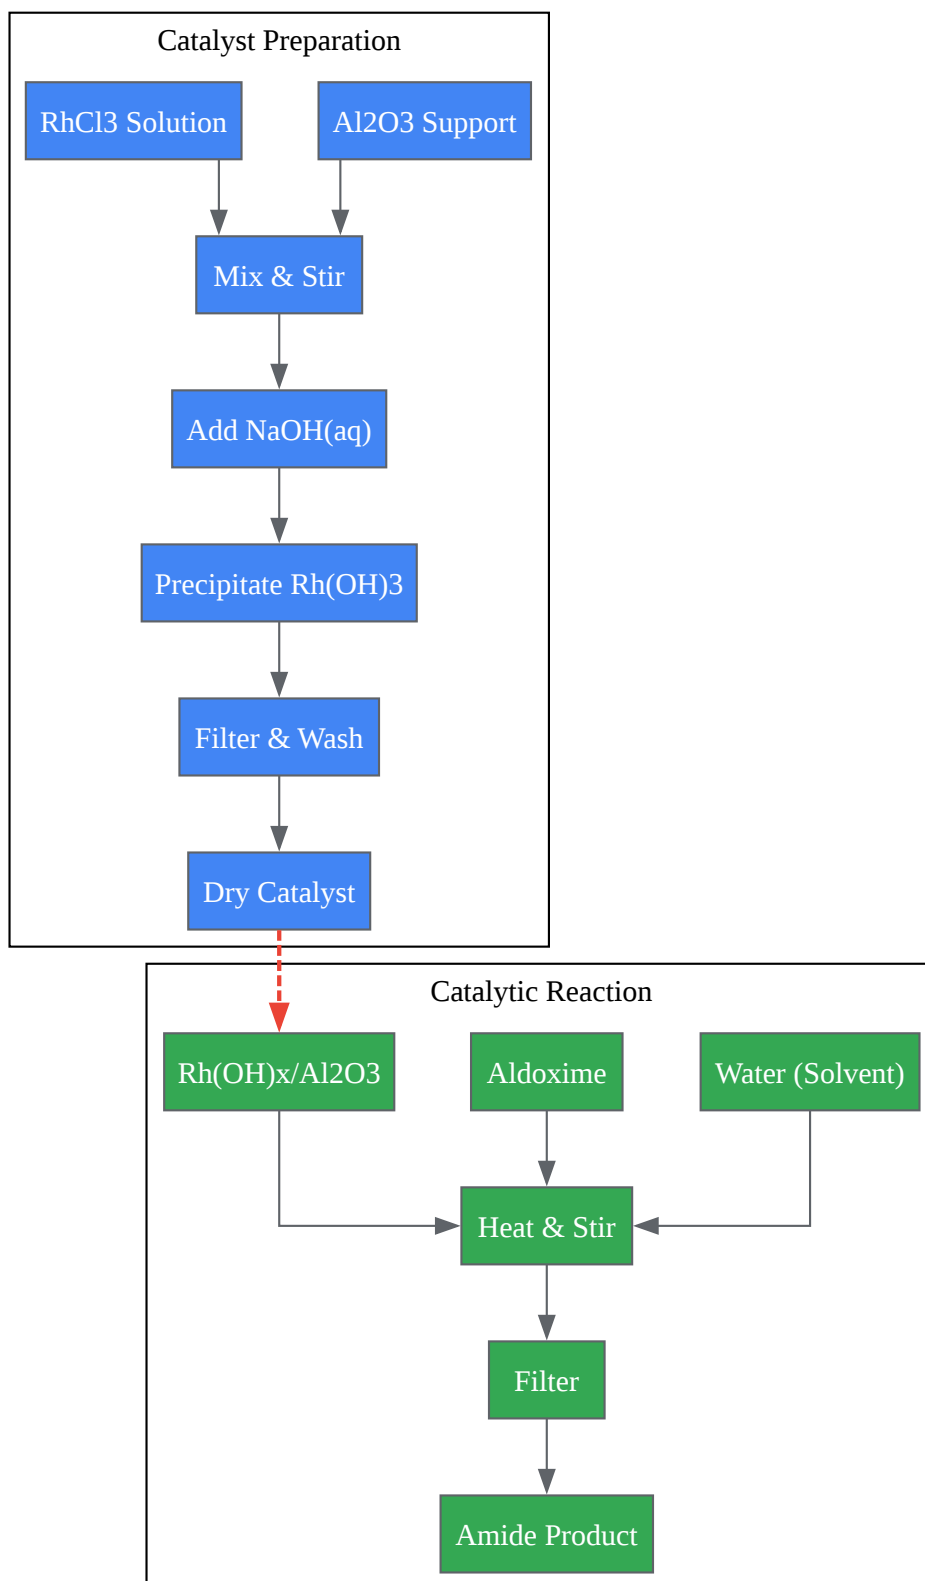 Catalyst Preparation
RhCl3 Solution
Al2O3 Support
Mix & Stir
Add NaOH(aq)
Precipitate Rh(OH)3
Filter & Wash
Dry Catalyst
Catalytic Reaction
Rh(OH)x/Al2O3
Aldoxime
Water (Solvent)
Heat & Stir
Filter
Amide Product